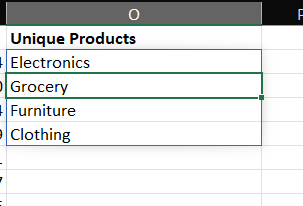 O
Unique Products
Electronics
Grocery
Furniture
Clothing